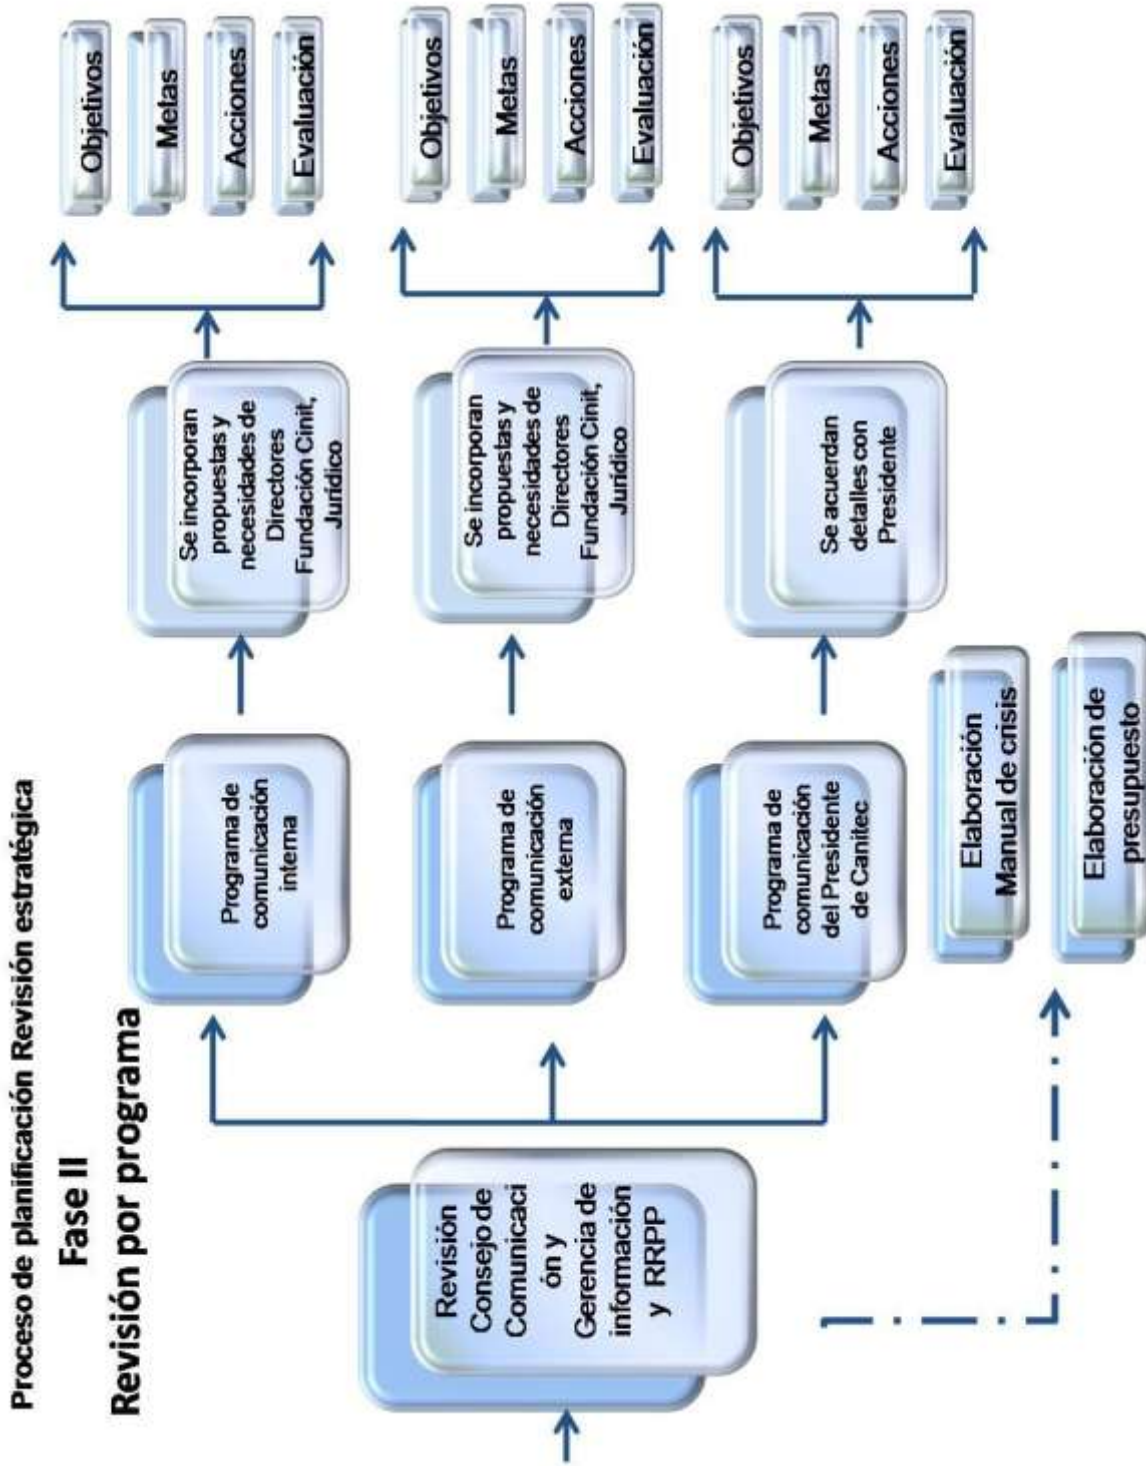 Proceso de planificación Revisión estratégica
Fase II
Revisión por programa
Revisión
Consejo de
Comunicaci
ón y
Gerencia de
información
y RRPP
Programa de
comunicación
interna
Se incorporan
propuestas y
necesidades de
Directores
Fundación Cinit,
Jurídico
Objetivos
Metas
Acciones
Evaluación
Programa de
comunicación
externa
Se incorporan
propuestas y
necesidades de
Directores
Fundación Cinit,
Jurídico
Objetivos
Metas
Acciones
Evaluación
Programa de
comunicación
del Presidente
de Canitec
Se acuerdan
detalles con
Presidente
Objetivos
Metas
Acciones
Evaluación
Elaboración
Manual de crisis
Elaboración de
presupuesto